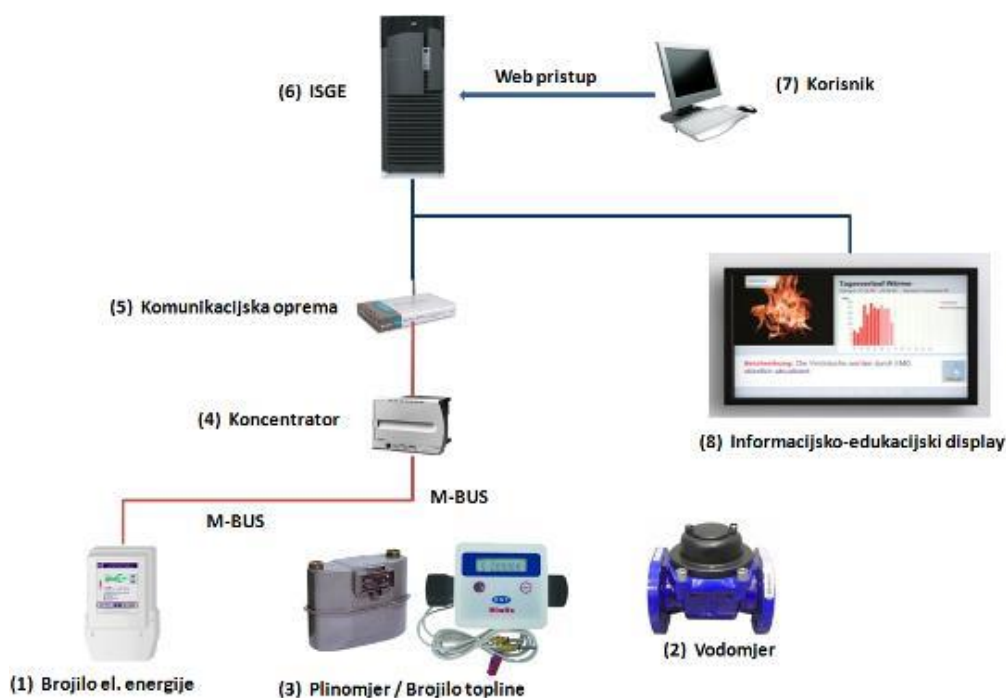 (6) ISGE
Web pristup
(7) Korisnik
(5) Komunikacijska oprema
Tagesverlauf Wärme
(4) Koncentrator
(8) Informacijsko-edukacijski display
M-BUS
M-BUS
(2) Vodomjer
(1) Brojilo el. energije
(3) Plinomjer / Brojilo topline